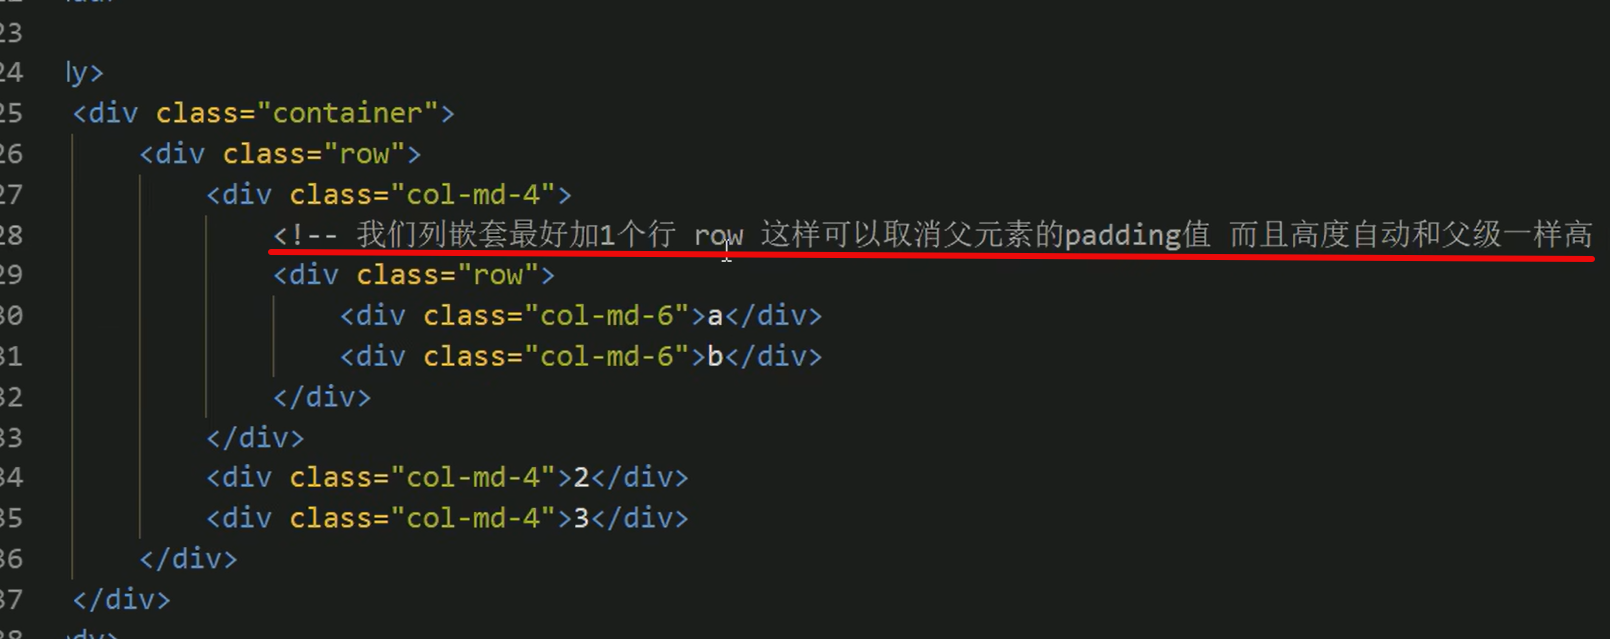 23
24 ly>
25 <div class="container">
26 <div class="row">
27 <div class="col-md-4">
28 <!-- 我们列嵌套最好加1个行 row 这样可以取消父元素的padding值 而且高度自动和父级一样高
29 <div class="row">
30 <div class="col-md-6">a</div>
31 <div class="col-md-6">b</div>
32 </div>
33 </div>
34 <div class="col-md-4">2</div>
35 <div class="col-md-4">3</div>
36 </div>
37 </div>